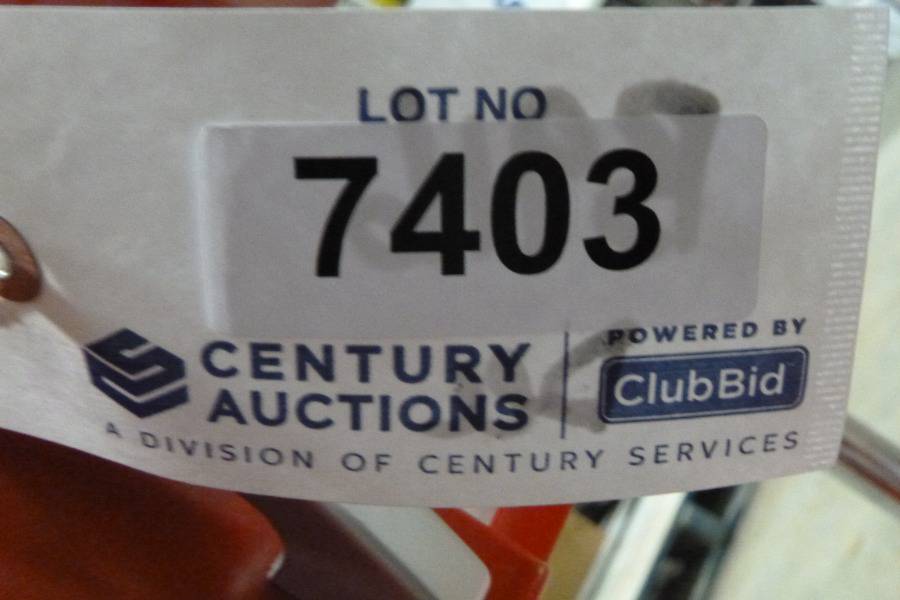 LOT NO
7403
CENTURY
AUCTIONS
POWERED BY
ClubBid
A DIVISION OF CENTURY SERVICES